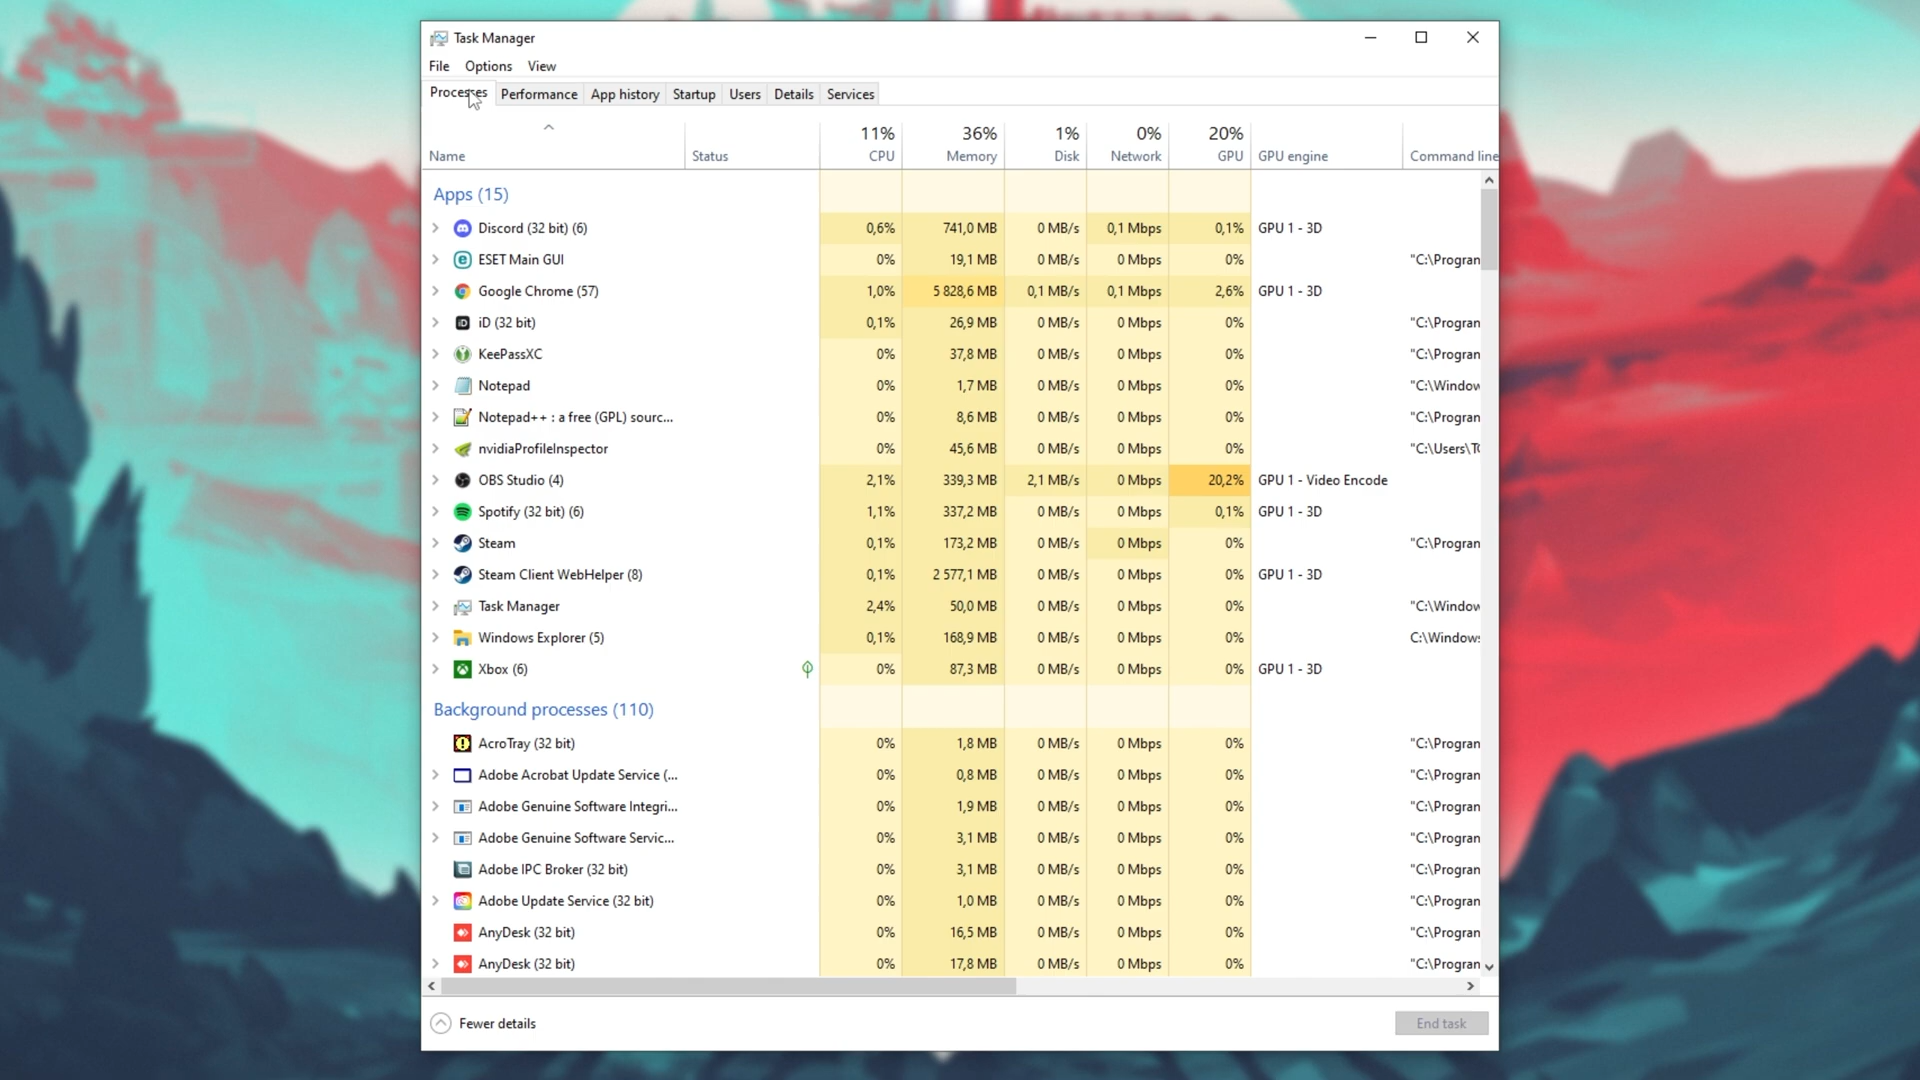 Task Manager
File Options View
Processes Performance App history Startup Users Details Services
11% 36% 1% 0% 20%
Name Status CPU Memory Disk Network GPU GPU engine Command line
Apps (15)
Discord (32 bit) (6) 0,6% 741,0 MB 0 MB/s 0,1 Mbps 0,1% GPU 1 - 3D
ESET Main GUI 0% 19,1 MB 0 MB/s 0 Mbps 0% "C:\Progran
Google Chrome (57) 1,0% 5 828,6 MB 0,1 MB/s 0,1 Mbps 2,6% GPU 1 - 3D
iD (32 bit) 0,1% 26,9 MB 0 MB/s 0 Mbps 0% "C:\Progran
KeePassXC 0% 37,8 MB 0 MB/s 0 Mbps 0% "C:\Progran
Notepad 0% 1,7 MB 0 MB/s 0 Mbps 0% "C:\Window
Notepad++ : a free (GPL) sourc... 0% 8,6 MB 0 MB/s 0 Mbps 0% "C:\Progran
nvidiaProfileInspector 0% 45,6 MB 0 MB/s 0 Mbps 0% "C:\Users\T
OBS Studio (4) 2,1% 339,3 MB 2,1 MB/s 0 Mbps 20,2% GPU 1 - Video Encode
Spotify (32 bit) (6) 1,1% 337,2 MB 0 MB/s 0 Mbps 0,1% GPU 1 - 3D
Steam 0,1% 173,2 MB 0 MB/s 0 Mbps 0% "C:\Progran
Steam Client WebHelper (8) 0,1% 2 577,1 MB 0 MB/s 0 Mbps 0% GPU 1 - 3D
Task Manager 2,4% 50,0 MB 0 MB/s 0 Mbps 0% "C:\Window
Windows Explorer (5) 0,1% 168,9 MB 0 MB/s 0 Mbps 0% C:\Windows
Xbox (6) 0% 87,3 MB 0 MB/s 0 Mbps 0% GPU 1 - 3D
Background processes (110)
AcroTray (32 bit) 0% 1,8 MB 0 MB/s 0 Mbps 0% "C:\Progran
Adobe Acrobat Update Service (... 0% 0,8 MB 0 MB/s 0 Mbps 0% "C:\Progran
Adobe Genuine Software Integri... 0% 1,9 MB 0 MB/s 0 Mbps 0% "C:\Progran
Adobe Genuine Software Servic... 0% 3,1 MB 0 MB/s 0 Mbps 0% "C:\Progran
Adobe IPC Broker (32 bit) 0% 3,1 MB 0 MB/s 0 Mbps 0% "C:\Progran
Adobe Update Service (32 bit) 0% 1,0 MB 0 MB/s 0 Mbps 0% "C:\Progran
AnyDesk (32 bit) 0% 16,5 MB 0 MB/s 0 Mbps 0% "C:\Progran
AnyDesk (32 bit) 0% 17,8 MB 0 MB/s 0 Mbps 0% "C:\Progran
Fewer details End task